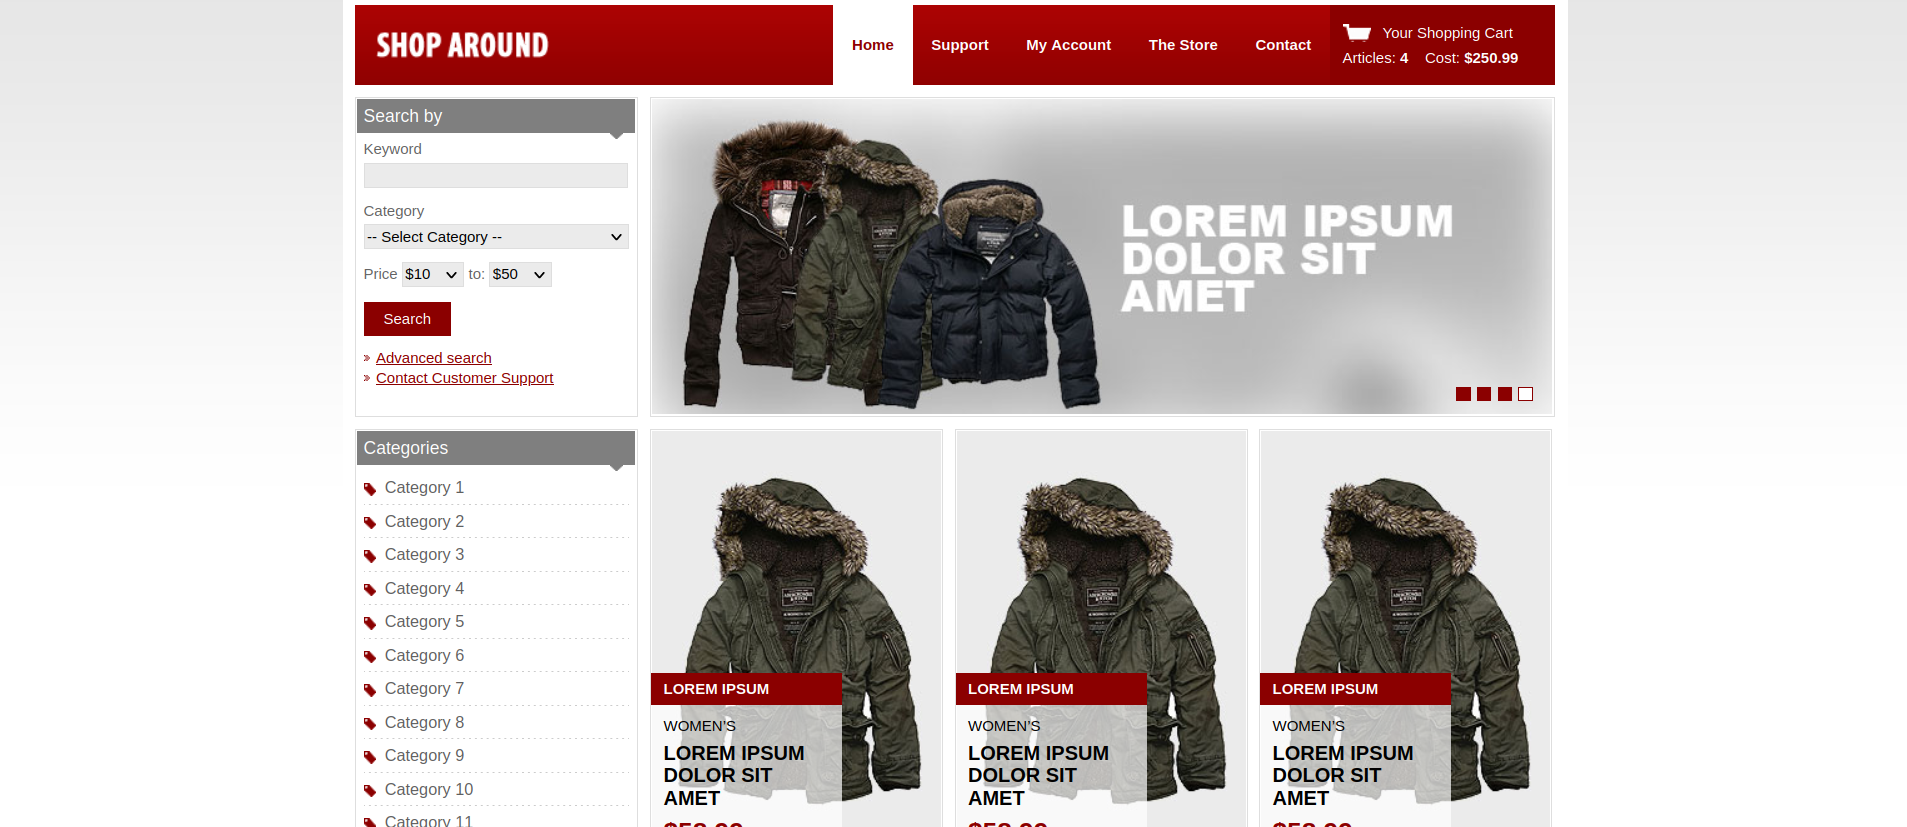 SHOP AROUND
Home
Support
My Account
The Store
Contact
Your Shopping Cart
Articles: 4 Cost: $250.99
Search by
Keyword
Category
-- Select Category --
Price $10 to: $50
Search
Advanced search
Contact Customer Support
LOREM IPSUM
DOLOR SIT
AMET
Categories
Category 1
Category 2
Category 3
Category 4
Category 5
Category 6
Category 7
Category 8
Category 9
Category 10
Category 11
LOREM IPSUM
WOMEN'S
LOREM IPSUM
DOLOR SIT
AMET
LOREM IPSUM
WOMEN'S
LOREM IPSUM
DOLOR SIT
AMET
LOREM IPSUM
WOMEN'S
LOREM IPSUM
DOLOR SIT
AMET